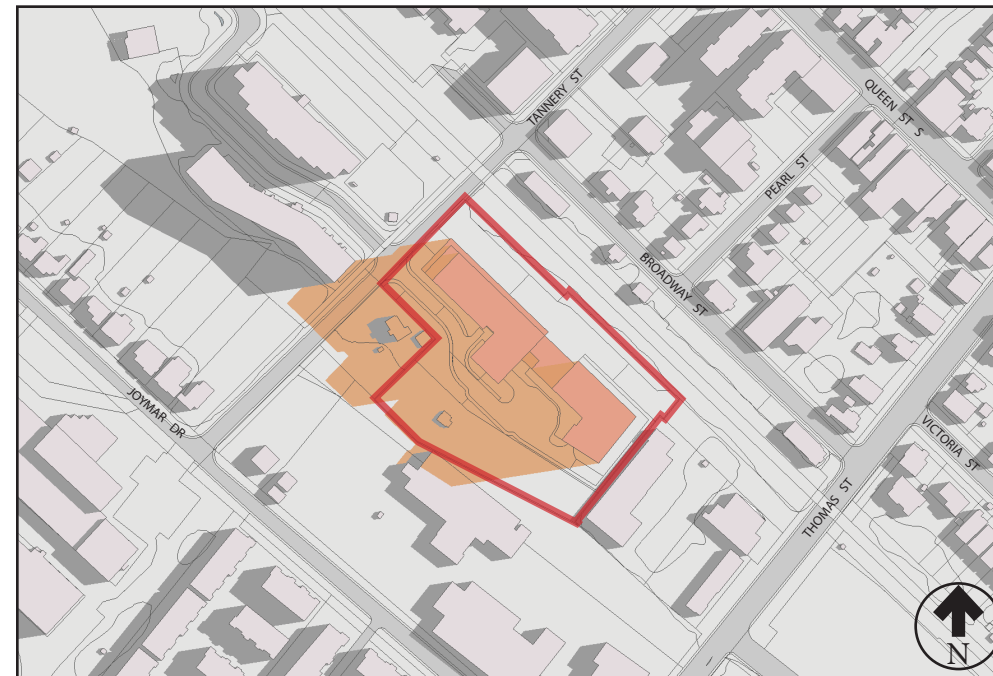 TANNERY ST
QUEEN ST S
PEARL ST
BROADWAY ST
JOYMAR DR
VICTORIA ST
THOMAS ST
N